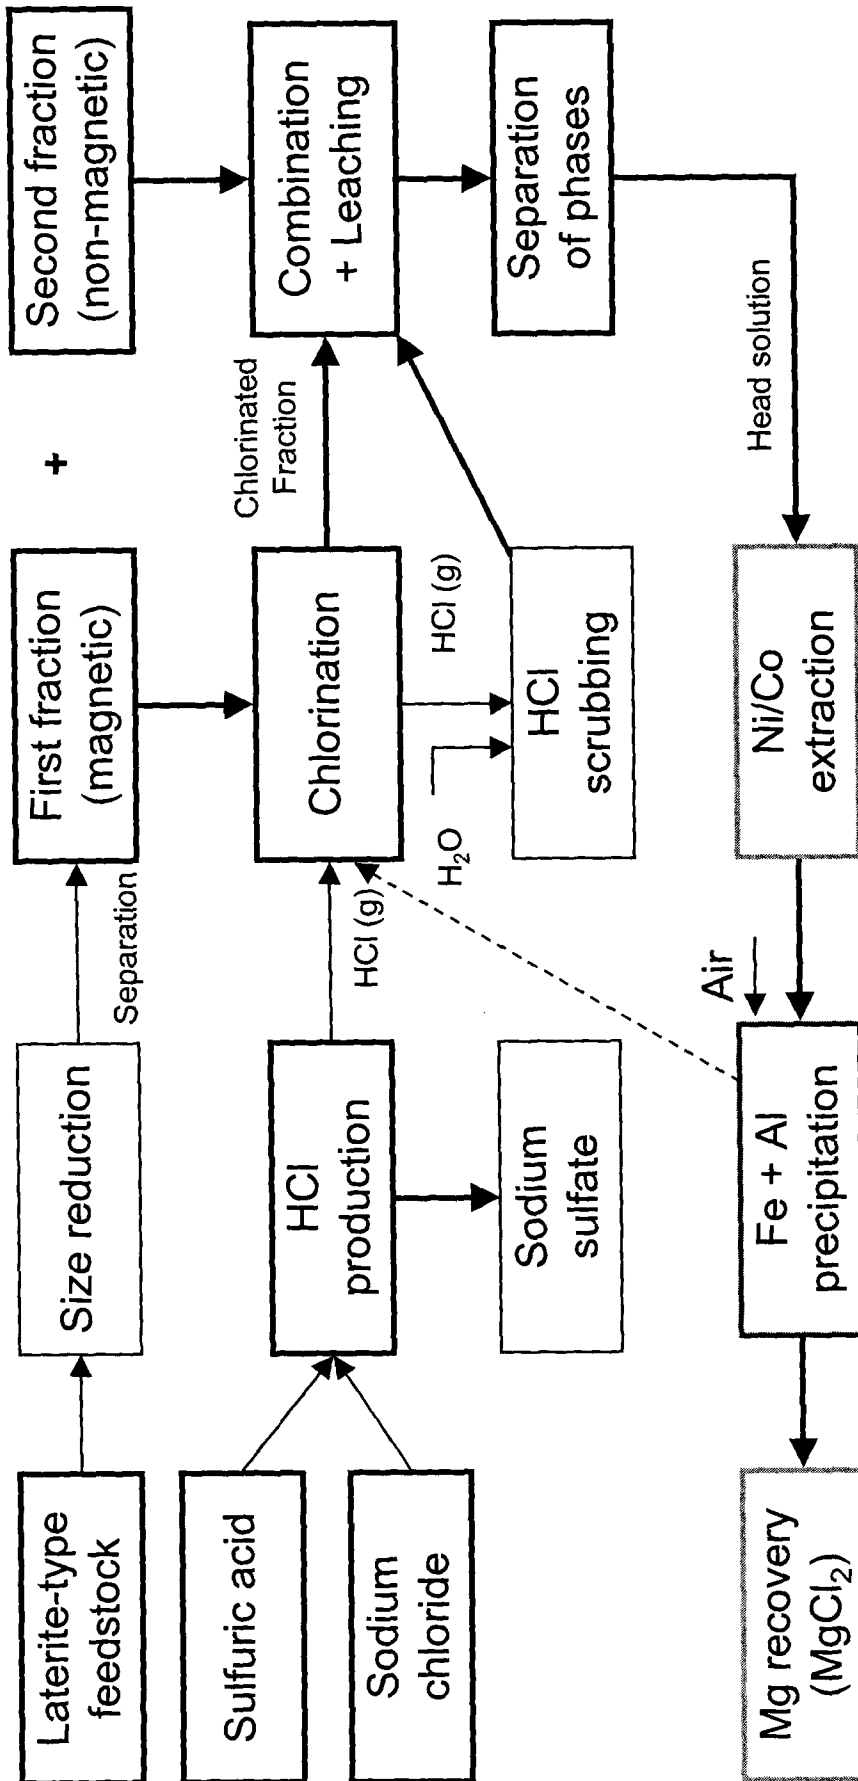 Laterite-type
feedstock
Size reduction
Separation
First fraction
(magnetic)
+
Second fraction
(non-magnetic)
Sulfuric acid
Sodium
chloride
HCl
production
HCl (g)
Chlorination
Chlorinated
Fraction
Combination
+ Leaching
Sodium
sulfate
H₂O
HCl (g)
HCl
scrubbing
Separation
of phases
Head solution
Ni/Co
extraction
Air
Fe + Al
precipitation
Mg recovery
(MgCl₂)